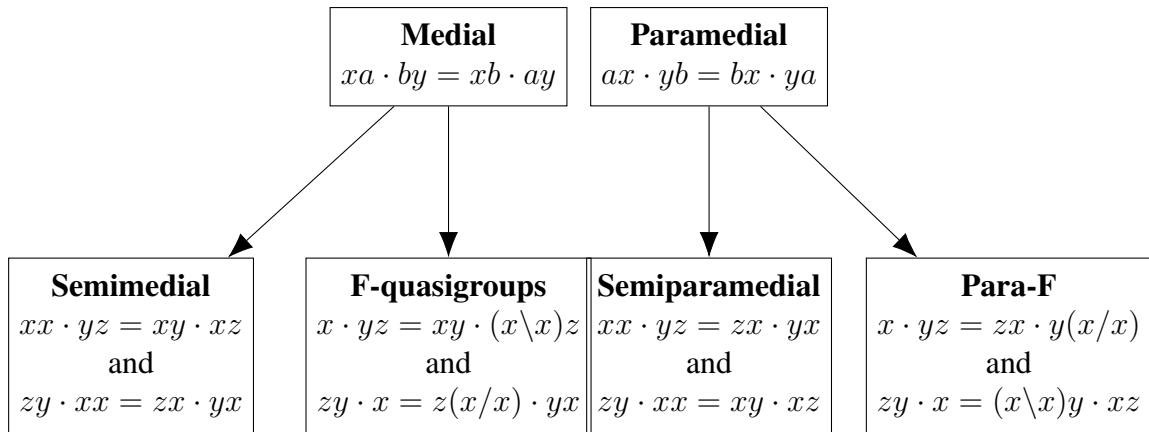 Medial
xa · by = xb · ay
Paramedial
ax · yb = bx · ya
Semimedial
xx · yz = xy · xz
and
zy · xx = zx · yx
F-quasigroups
x · yz = xy · (x\x)z
and
zy · x = z(x/x) · yx
Semiparamedial
xx · yz = zx · yx
and
zy · xx = xy · xz
Para-F
x · yz = zx · y(x/x)
and
zy · x = (x\x)y · xz